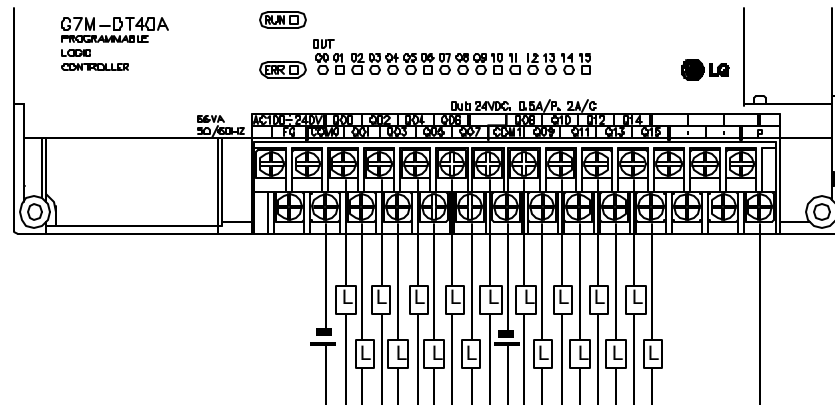 G7M-DT40A
PROGRAMMABLE
LOGIC
CONTROLLER
RUN
OUT
00 01 02 03 04 05 06 07 08 09 10 11 12 13 14 15
ERR
LG
Out: 24VDC, 0.5A/P, 2A/C
55VA
50/60HZ
AC100-240V Q00 Q02 Q04 Q06 Q08 Q10 Q12 Q14
FG COM0 Q01 Q03 Q05 Q07 COM1 Q09 Q11 Q13 Q15 · · P
L L L L L L L L L
L L L L L L L L